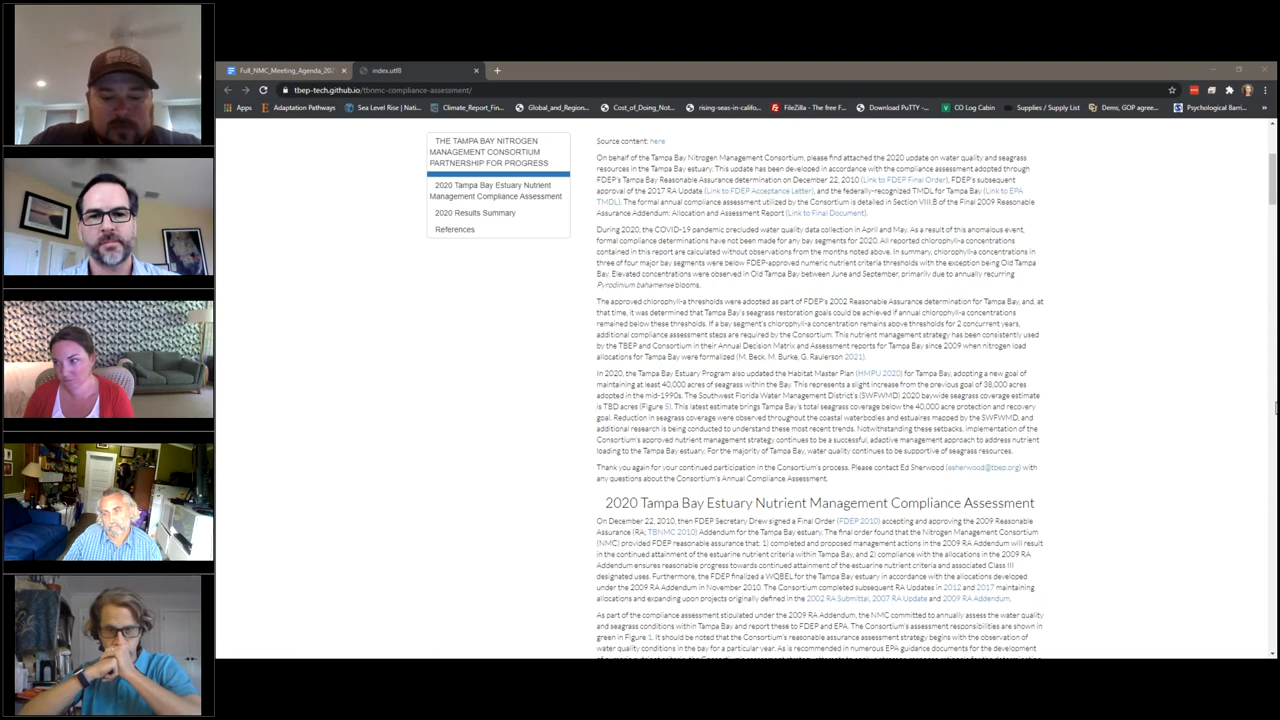 Full_NMC_Meeting_Agenda_202
index.utf8
tbep-tech.github.io/tbnmc-compliance-assessment/
Apps
Adaptation Pathways
Sea Level Rise | Nati...
Climate_Report_Fin...
Global_and_Region...
Cost_of_Doing_Not...
rising-seas-in-califo...
FileZilla - The free F...
Download PuTTY -...
CO Log Cabin
Supplies / Supply List
Dems, GOP agree...
Psychological Barri...
THE TAMPA BAY NITROGEN
MANAGEMENT CONSORTIUM
PARTNERSHIP FOR PROGRESS
2020 Tampa Bay Estuary Nutrient
Management Compliance Assessment
2020 Results Summary
References
Source content: here
On behalf of the Tampa Bay Nitrogen Management Consortium, please find attached the 2020 update on water quality and seagrass
resources in the Tampa Bay estuary. This update has been developed in accordance with the compliance assessment adopted through
FDEP's Tampa Bay Reasonable Assurance determination on December 22, 2010 (Link to FDEP Final Order), FDEP's subsequent
approval of the 2017 RA Update (Link to FDEP Acceptance Letter), and the federally-recognized TMDL for Tampa Bay (Link to EPA
TMDL). The formal annual compliance assessment utilized by the Consortium is detailed in Section VIII.B of the Final 2009 Reasonable
Assurance Addendum: Allocation and Assessment Report (Link to Final Document).
During 2020, the COVID-19 pandemic precluded water quality data collection in April and May. As a result of this anomalous event,
formal compliance determinations have not been made for any bay segments for 2020. All reported chlorophyll-a concentrations
contained in this report are calculated without observations from the months noted above. In summary, chlorophyll-a concentrations in
three of four major bay segments were below FDEP-approved numeric nutrient criteria thresholds with the exception being Old Tampa
Bay. Elevated concentrations were observed in Old Tampa Bay between June and September, primarily due to annually recurring
Pyrodinium bahamense blooms.
The approved chlorophyll-a thresholds were adopted as part of FDEP's 2002 Reasonable Assurance determination for Tampa Bay, and, at
that time, it was determined that Tampa Bay's seagrass restoration goals could be achieved if annual chlorophyll-a concentrations
remained below these thresholds. If a bay segment's chlorophyll-a concentration remains above thresholds for 2 concurrent years,
additional compliance assessment steps are required by the Consortium. This nutrient management strategy has been consistently used
by the TBEP and Consortium in their Annual Decision Matrix and Assessment reports for Tampa Bay since 2009 when nitrogen load
allocations for Tampa Bay were formalized (M. Beck, M. Burke, G. Raulerson 2021).
In 2020, the Tampa Bay Estuary Program also updated the Habitat Master Plan (HMPU 2020) for Tampa Bay, adopting a new goal of
maintaining at least 40,000 acres of seagrass within the Bay. This represents a slight increase from the previous goal of 38,000 acres
adopted in the mid-1990s. The Southwest Florida Water Management District's (SWFWMD) 2020 baywide seagrass coverage estimate
is TBD acres (Figure 5). This latest estimate brings Tampa Bay's total seagrass coverage below the 40,000 acre protection and recovery
goal. Reduction in seagrass coverage were observed throughout the coastal waterbodies and estuaries mapped by the SWFWMD, and
additional research is being conducted to understand these most recent trends. Notwithstanding these setbacks, implementation of the
Consortium's approved nutrient management strategy continues to be a successful, adaptive management approach to address nutrient
loading to the Tampa Bay estuary. For the majority of Tampa Bay, water quality continues to be supportive of seagrass resources.
Thank you again for your continued participation in the Consortium's process. Please contact Ed Sherwood (esherwood@tbep.org) with
any questions about the Consortium's Annual Compliance Assessment.
2020 Tampa Bay Estuary Nutrient Management Compliance Assessment
On December 22, 2010, then FDEP Secretary Drew signed a Final Order (FDEP 2010) accepting and approving the 2009 Reasonable
Assurance (RA; TBNMC 2010) Addendum for the Tampa Bay estuary. The final order found that the Nitrogen Management Consortium
(NMC) provided FDEP reasonable assurance that: 1) completed and proposed management actions in the 2009 RA Addendum will result
in the continued attainment of the estuarine nutrient criteria within Tampa Bay, and 2) compliance with the allocations in the 2009 RA
Addendum ensures reasonable progress towards continued attainment of the estuarine nutrient criteria and associated Class III
designated uses. Furthermore, the FDEP finalized a WQBEL for the Tampa Bay estuary in accordance with the allocations developed
under the 2009 RA Addendum in November 2010. The Consortium completed subsequent RA Updates in 2012 and 2017 maintaining
allocations and expanding upon projects originally defined in the 2002 RA Submittal, 2007 RA Update and 2009 RA Addendum.
As part of the compliance assessment stipulated under the 2009 RA Addendum, the NMC committed to annually assess the water quality
and seagrass conditions within Tampa Bay and report these to FDEP and EPA. The Consortium's assessment responsibilities are shown in
green in Figure 1. It should be noted that the Consortium's reasonable assurance assessment strategy begins with the observation of
water quality conditions in the bay for a particular year. As is recommended in numerous EPA guidance documents for the development